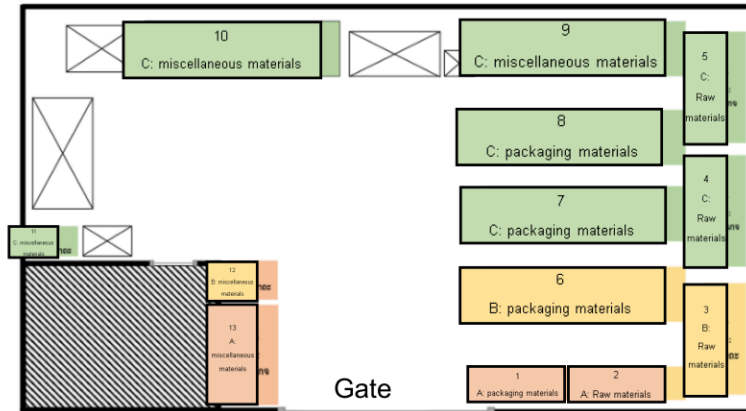 10
C: miscellaneous materials
9
C: miscellaneous materials
5
C:
Raw
materials
8
C: packaging materials
4
C:
Raw
materials
7
C: packaging materials
11
C: miscellaneous
materials
12
B: miscellaneous
materials
6
B: packaging materials
3
B:
Raw
materials
13
A:
miscellaneous
materials
1
A: packaging materials
2
A: Raw materials
Gate